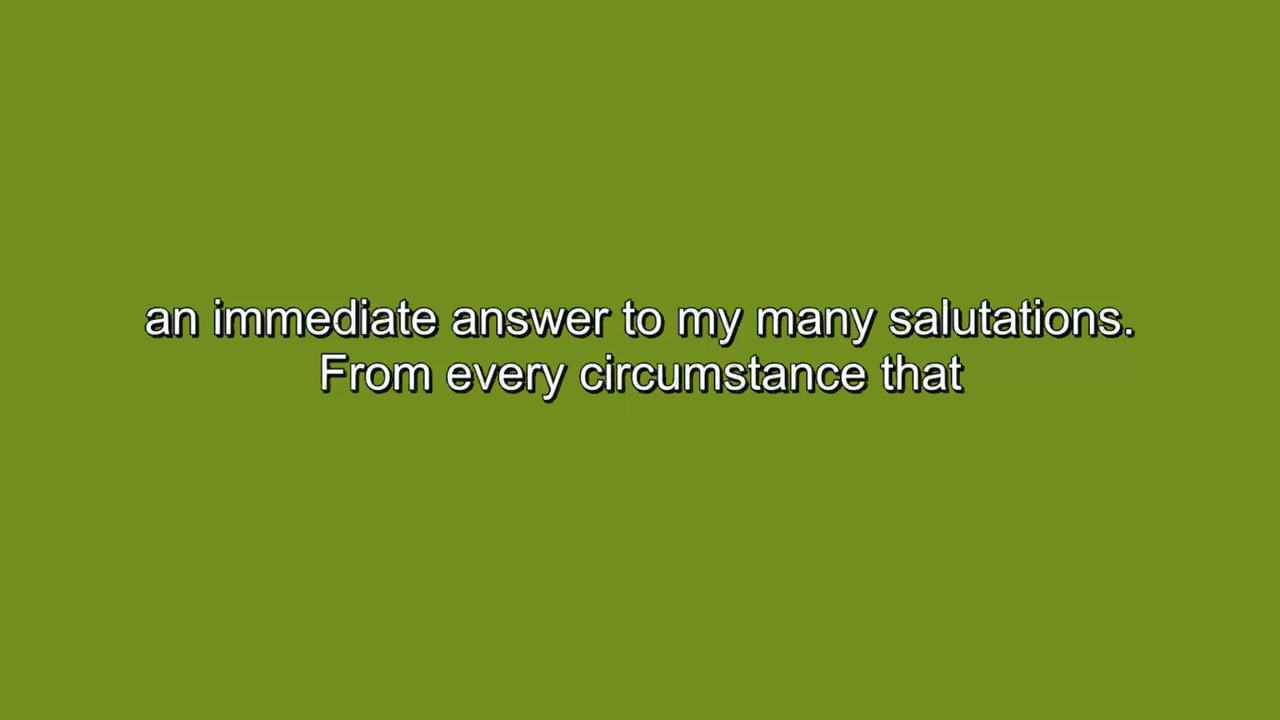 an immediate answer to my many salutations.
From every circumstance that